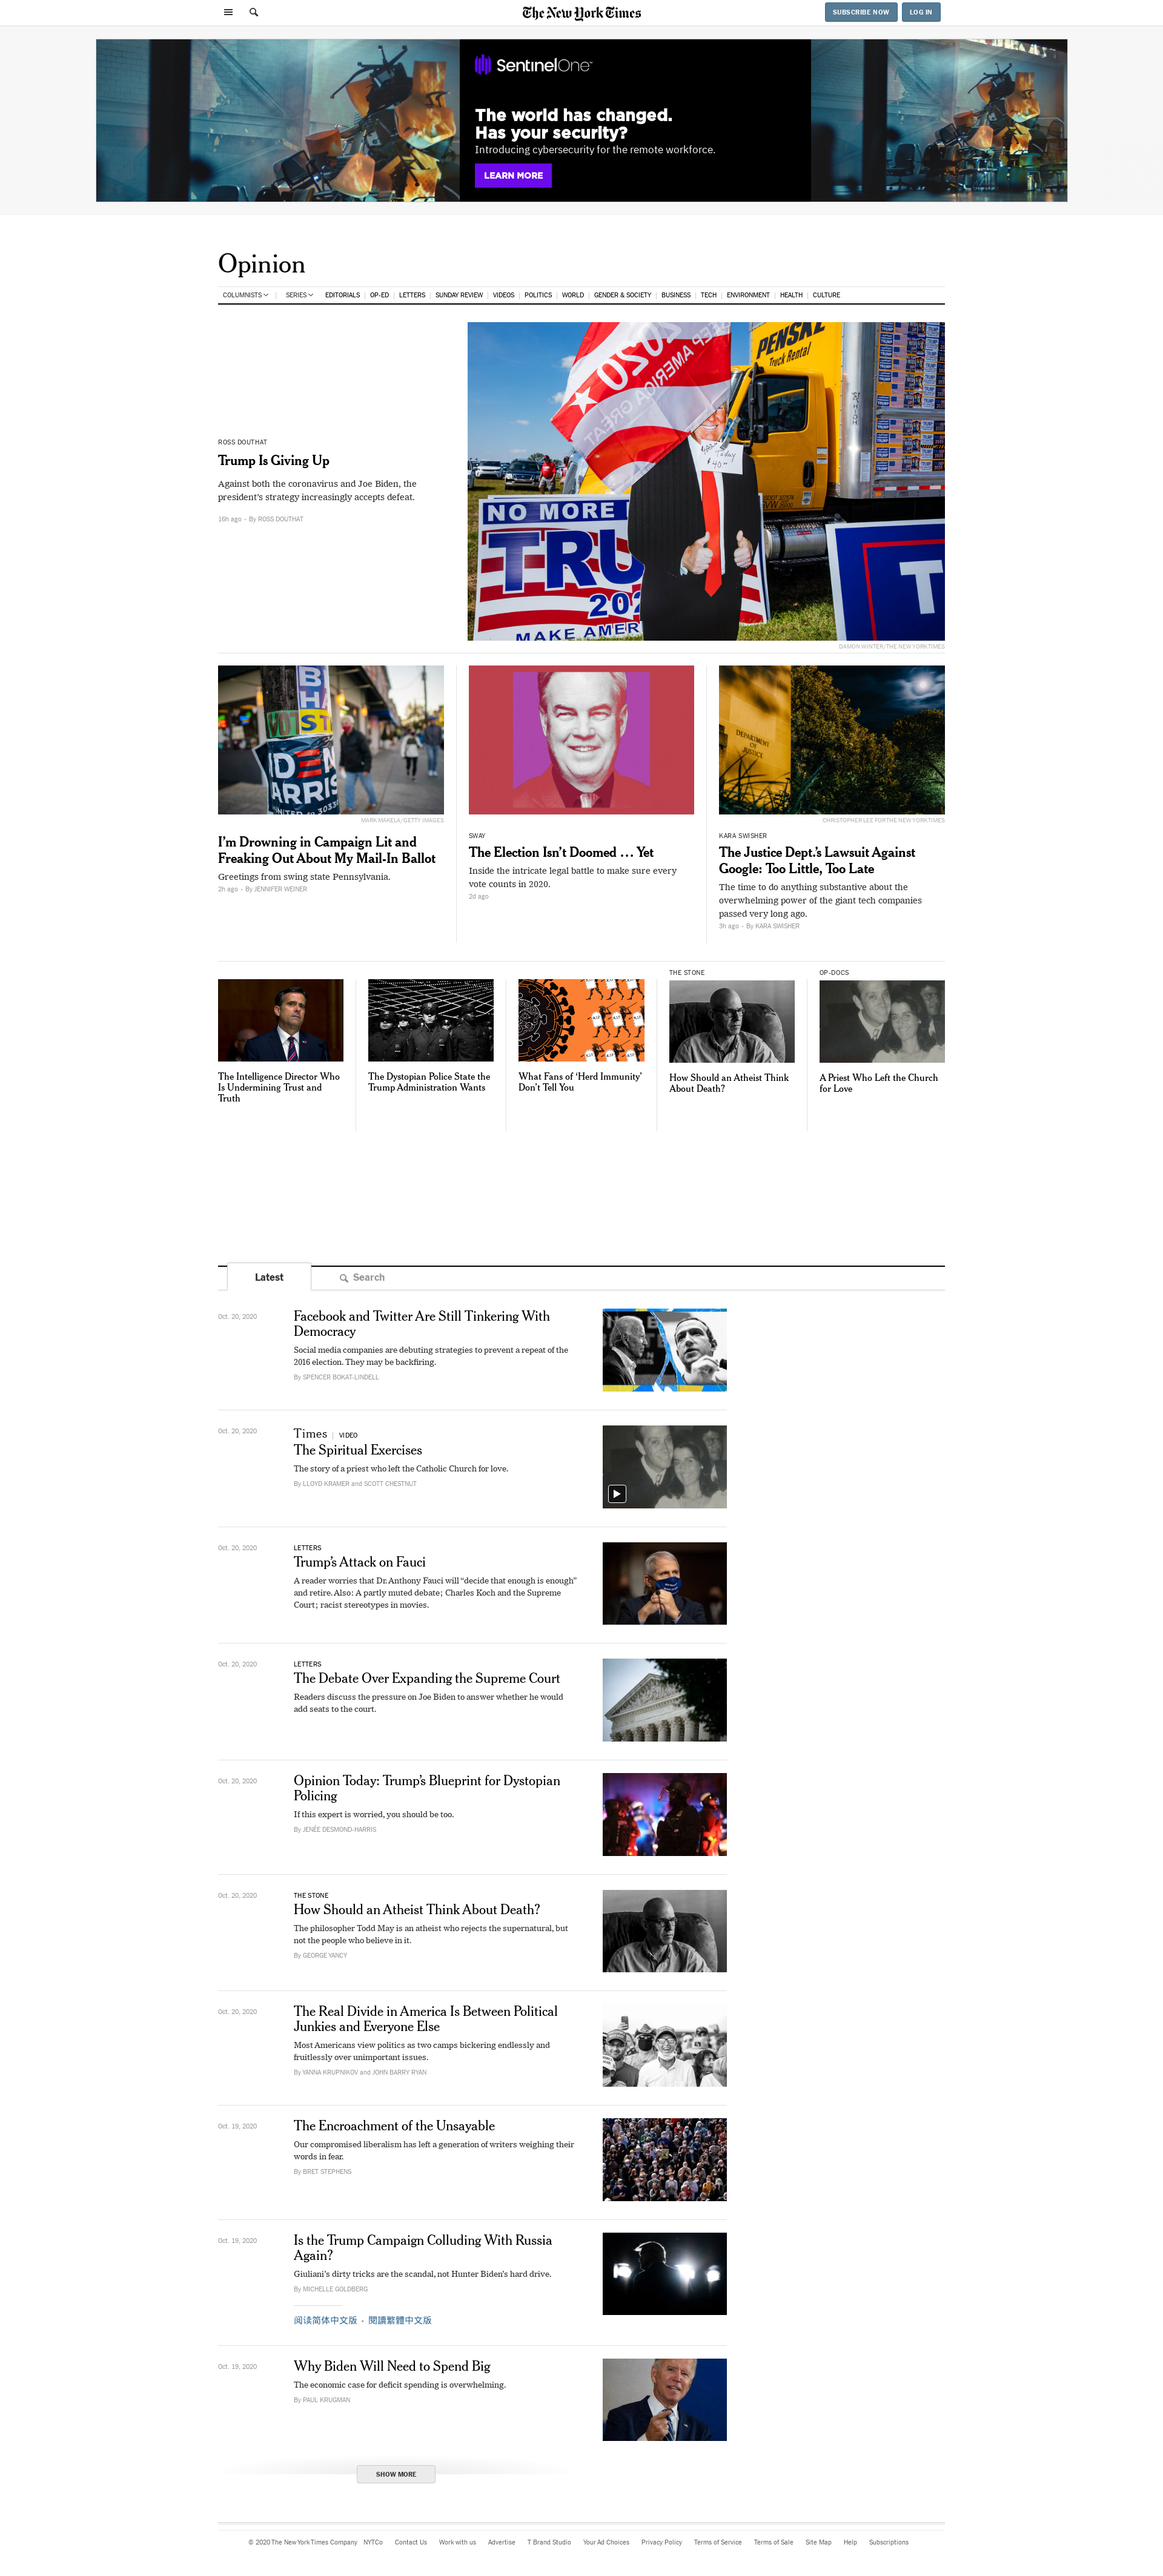 The New York Times
SUBSCRIBE NOW
LOG IN
SentinelOne
The world has changed.
Has your security?
Introducing cybersecurity for the remote workforce.
LEARN MORE
Opinion
COLUMNISTS | SERIES EDITORIALS | OP-ED | LETTERS | SUNDAY REVIEW | VIDEOS | POLITICS | WORLD | GENDER & SOCIETY | BUSINESS | TECH | ENVIRONMENT | HEALTH | CULTURE
ROSS DOUTHAT
Trump Is Giving Up
Against both the coronavirus and Joe Biden, the
president’s strategy increasingly accepts defeat.
16h ago - By ROSS DOUTHAT
PENSKE
Truck Rental
2020
NO MORE
TRU
202
MAKE AMER
T
DAMON WINTER/THE NEW YORK TIMES
MARK MAKELA/GETTY IMAGES
I’m Drowning in Campaign Lit and
Freaking Out About My Mail-In Ballot
Greetings from swing state Pennsylvania.
2h ago - By JENNIFER WEINER
SWAY
The Election Isn’t Doomed … Yet
Inside the intricate legal battle to make sure every
vote counts in 2020.
2d ago
DEPARTMENT
OF
JUSTICE
CHRISTOPHER LEE FOR THE NEW YORK TIMES
KARA SWISHER
The Justice Dept.’s Lawsuit Against
Google: Too Little, Too Late
The time to do anything substantive about the
overwhelming power of the giant tech companies
passed very long ago.
3h ago - By KARA SWISHER
The Intelligence Director Who
Is Undermining Trust and
Truth
The Dystopian Police State the
Trump Administration Wants
What Fans of ‘Herd Immunity’
Don’t Tell You
THE STONE
How Should an Atheist Think
About Death?
OP-DOCS
A Priest Who Left the Church
for Love
Latest
Search
Oct. 20, 2020
Facebook and Twitter Are Still Tinkering With
Democracy
Social media companies are debuting strategies to prevent a repeat of the
2016 election. They may be backfiring.
By SPENCER BOKAT-LINDELL
Oct. 20, 2020
Times | VIDEO
The Spiritual Exercises
The story of a priest who left the Catholic Church for love.
By LLOYD KRAMER and SCOTT CHESTNUT
Oct. 20, 2020
LETTERS
Trump’s Attack on Fauci
A reader worries that Dr. Anthony Fauci will “decide that enough is enough”
and retire. Also: A partly muted debate; Charles Koch and the Supreme
Court; racist stereotypes in movies.
Oct. 20, 2020
LETTERS
The Debate Over Expanding the Supreme Court
Readers discuss the pressure on Joe Biden to answer whether he would
add seats to the court.
Oct. 20, 2020
Opinion Today: Trump’s Blueprint for Dystopian
Policing
If this expert is worried, you should be too.
By JENÉE DESMOND-HARRIS
Oct. 20, 2020
THE STONE
How Should an Atheist Think About Death?
The philosopher Todd May is an atheist who rejects the supernatural, but
not the people who believe in it.
By GEORGE YANCY
Oct. 20, 2020
The Real Divide in America Is Between Political
Junkies and Everyone Else
Most Americans view politics as two camps bickering endlessly and
fruitlessly over unimportant issues.
By YANNA KRUPNIKOV and JOHN BARRY RYAN
Oct. 19, 2020
The Encroachment of the Unsayable
Our compromised liberalism has left a generation of writers weighing their
words in fear.
By BRET STEPHENS
Oct. 19, 2020
Is the Trump Campaign Colluding With Russia
Again?
Giuliani’s dirty tricks are the scandal, not Hunter Biden’s hard drive.
By MICHELLE GOLDBERG
阅读简体中文版 • 閱讀繁體中文版
Oct. 19, 2020
Why Biden Will Need to Spend Big
The economic case for deficit spending is overwhelming.
By PAUL KRUGMAN
SHOW MORE
© 2020 The New York Times Company NYTCo Contact Us Work with us Advertise T Brand Studio Your Ad Choices Privacy Policy Terms of Service Terms of Sale Site Map Help Subscriptions